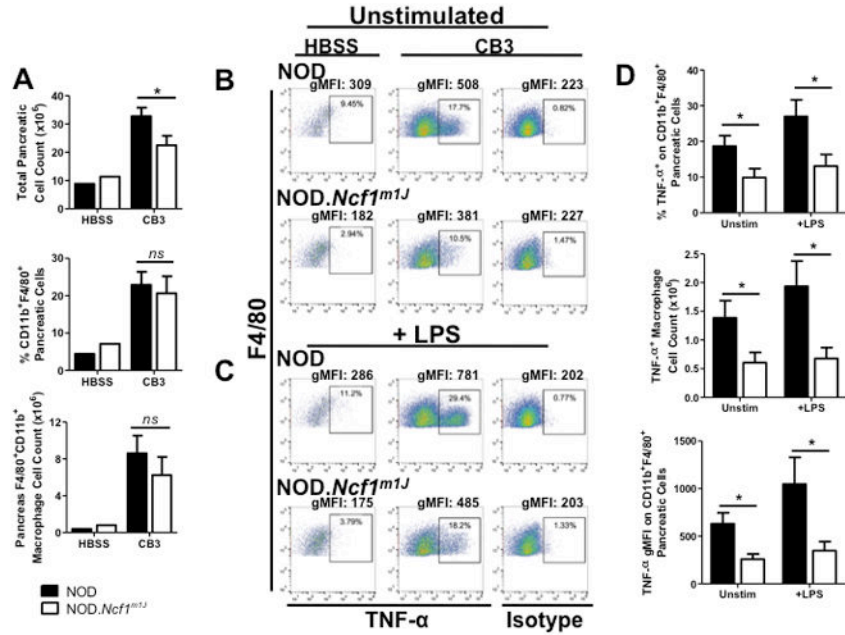 A
Total Pancreatic
Cell Count (x10⁶)
40
30
20
10
0
*
HBSS
CB3
% CD11b⁺F4/80⁺
Pancreatic Cells
30
20
10
0
ns
HBSS
CB3
Pancreas F4/80⁺CD11b⁺
Macrophage Cell Count (x10⁶)
12
9
6
3
0
ns
HBSS
CB3
NOD
NOD.Ncf1ᵐ¹ᴶ
Unstimulated
HBSS
CB3
B
NOD
gMFI: 309
gMFI: 508
gMFI: 223
9.45%
17.7%
0.82%
NOD.Ncf1ᵐ¹ᴶ
gMFI: 182
gMFI: 381
gMFI: 227
2.94%
10.5%
1.47%
F4/80
+ LPS
C
NOD
gMFI: 286
gMFI: 781
gMFI: 202
11.2%
29.4%
0.77%
NOD.Ncf1ᵐ¹ᴶ
gMFI: 175
gMFI: 485
gMFI: 203
3.79%
18.2%
1.33%
TNF-α
Isotype
D
% TNF-α⁺ on CD11b⁺F4/80⁺
Pancreatic Cells
40
30
20
10
0
*
*
Unstim
+LPS
TNF-α⁺ Macrophage
Cell Count (x10⁶)
2.5
2.0
1.5
1.0
0.5
0.0
*
*
Unstim
+LPS
TNF-α gMFI on CD11b⁺F4/80⁺
Pancreatic Cells
1500
1000
500
0
*
*
Unstim
+LPS